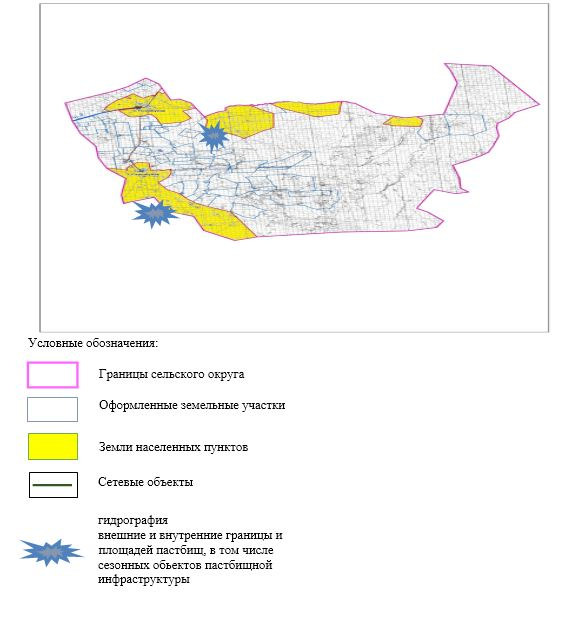 Условные обозначения:
Границы сельского округа
Оформленные земельные участки
Земли населенных пунктов
Сетевые объекты
гидрография
внешние и внутренние границы и
площадей пастбищ, в том числе
сезонных объектов пастбищной
инфраструктуры